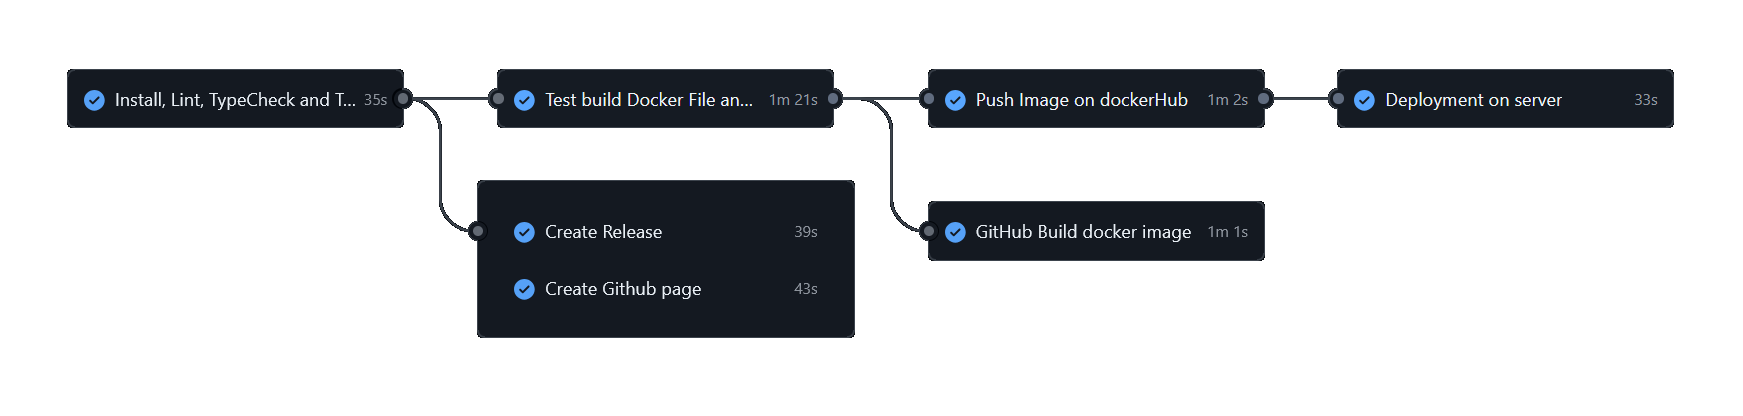 Install, Lint, TypeCheck and T... 35s
Test build Docker File an... 1m 21s
Push Image on dockerHub 1m 2s
Deployment on server 33s
Create Release 39s
Create Github page 43s
GitHub Build docker image 1m 1s